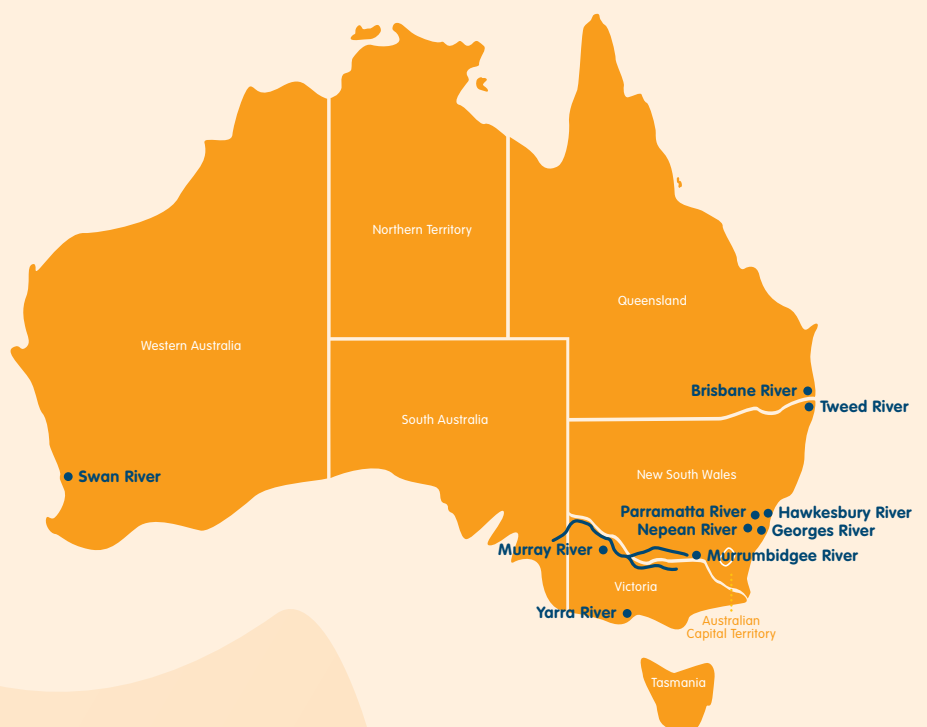 Northern Territory
Queensland
Western Australia
Brisbane River
Tweed River
South Australia
New South Wales
Swan River
Parramatta River
Hawkesbury River
Nepean River
Georges River
Murray River
Murrumbidgee River
Victoria
Yarra River
Australian
Capital Territory
Tasmania